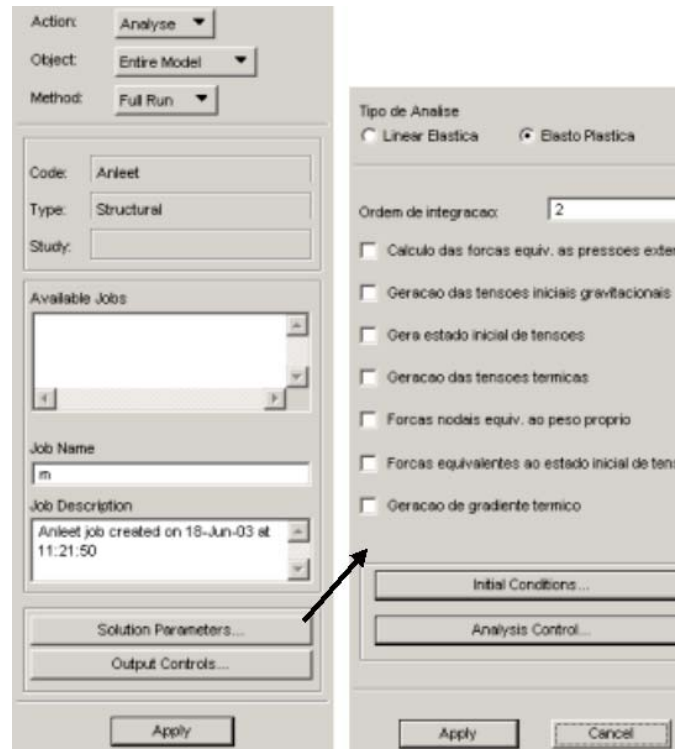 Action: Analyse
Object: Entire Model
Method: Full Run
Code: Anleet
Type: Structural
Study:
Available Jobs
Job Name
m
Job Description
Anleet job created on 18-Jun-03 at
11:21:50
Solution Parameters...
Output Controls...
Apply
Tipo de Analise
Linear Elastica Elasto Plastica
Ordem de integracao: 2
Calculo das forcas equiv. as pressoes exter
Geracao das tensoes iniciais gravitacionais
Gera estado inicial de tensoes
Geracao das tensoes termicas
Forcas nodais equiv. ao peso proprio
Forcas equivalentes ao estado inicial de tens
Geracao de gradiente termico
Initial Conditions...
Analysis Control...
Apply Cancel